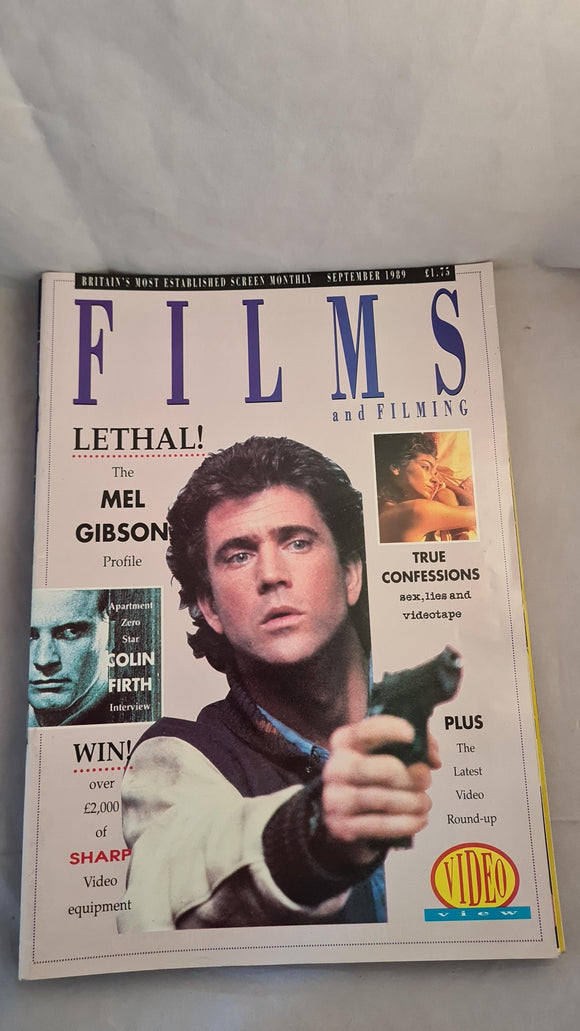 BRITAIN'S MOST ESTABLISHED SCREEN MONTHLY SEPTEMBER 1989 £1.75
FILMS
and FILMING
LETHAL!
The
MEL
GIBSON
Profile
TRUE
CONFESSIONS
sex, lies and
videotape
Apartment
Zero
Star
COLIN
FIRTH
Interview
WIN!
over
£2,000
of
SHARP
Video
equipment
PLUS
The
Latest
Video
Round-up
VIDEO
view